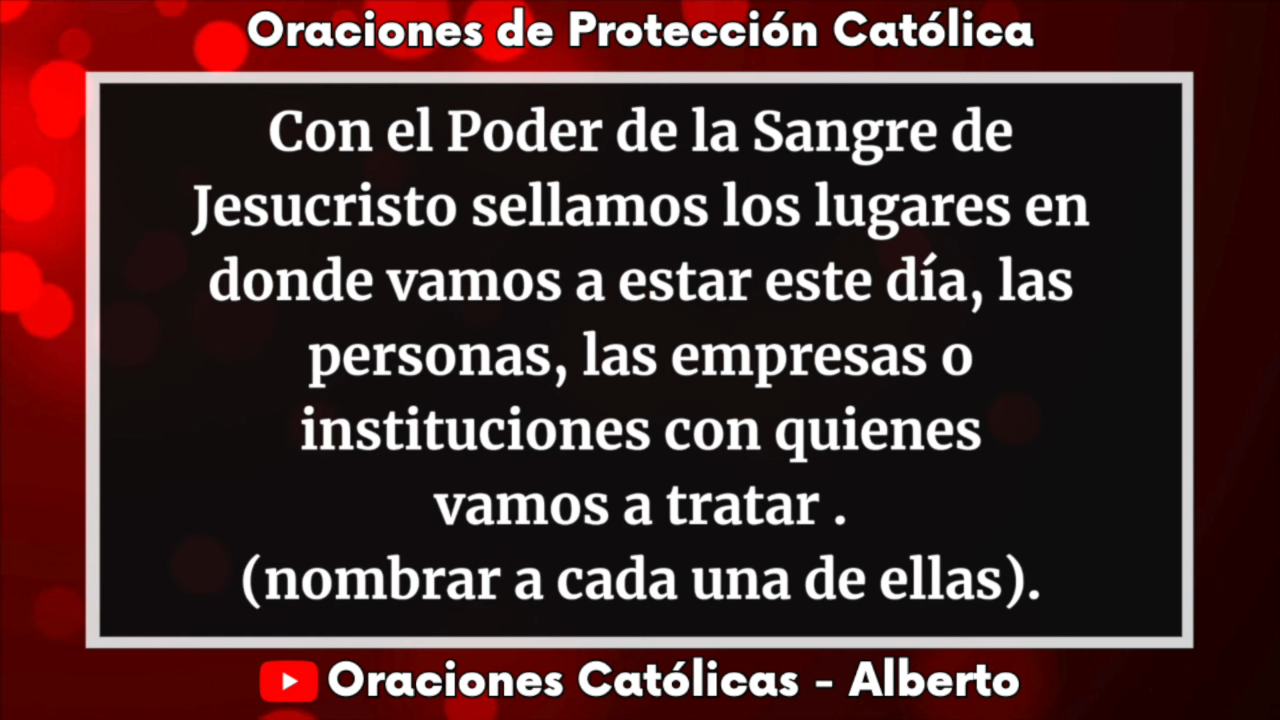 Oraciones de Protección Católica
Con el Poder de la Sangre de
Jesucristo sellamos los lugares en
donde vamos a estar este día, las
personas, las empresas o
instituciones con quienes
vamos a tratar .
(nombrar a cada una de ellas).
Oraciones Católicas - Alberto